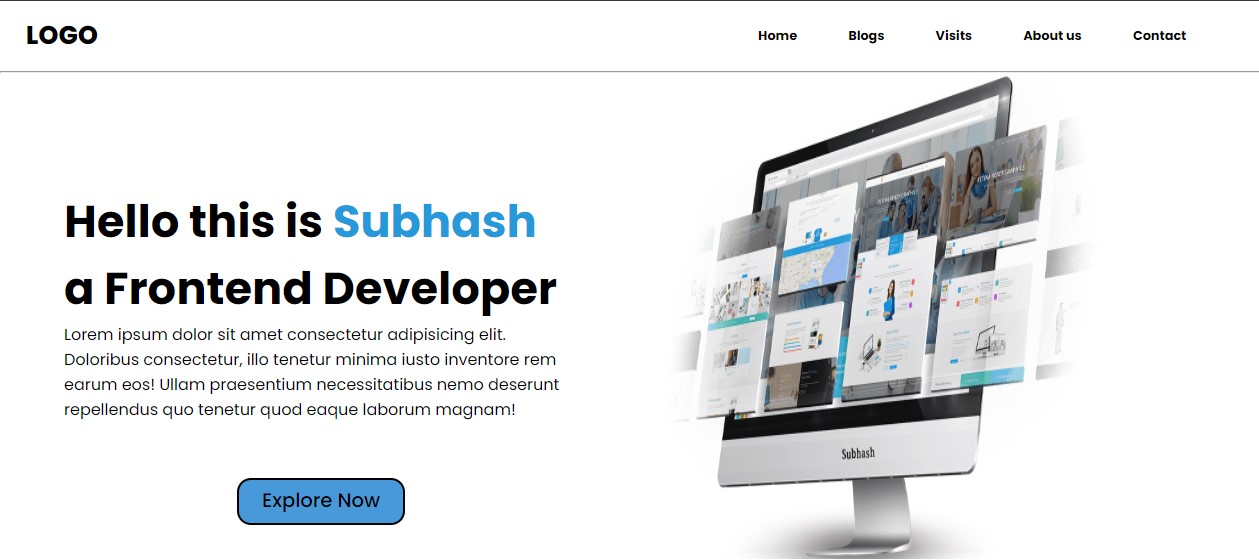 LOGO
Home Blogs Visits About us Contact
Hello this is Subhash
a Frontend Developer
Lorem ipsum dolor sit amet consectetur adipisicing elit.
Doloribus consectetur, illo tenetur minima iusto inventore rem
earum eos! Ullam praesentium necessitatibus nemo deserunt
repellendus quo tenetur quod eaque laborum magnam!
Explore Now
Subhash